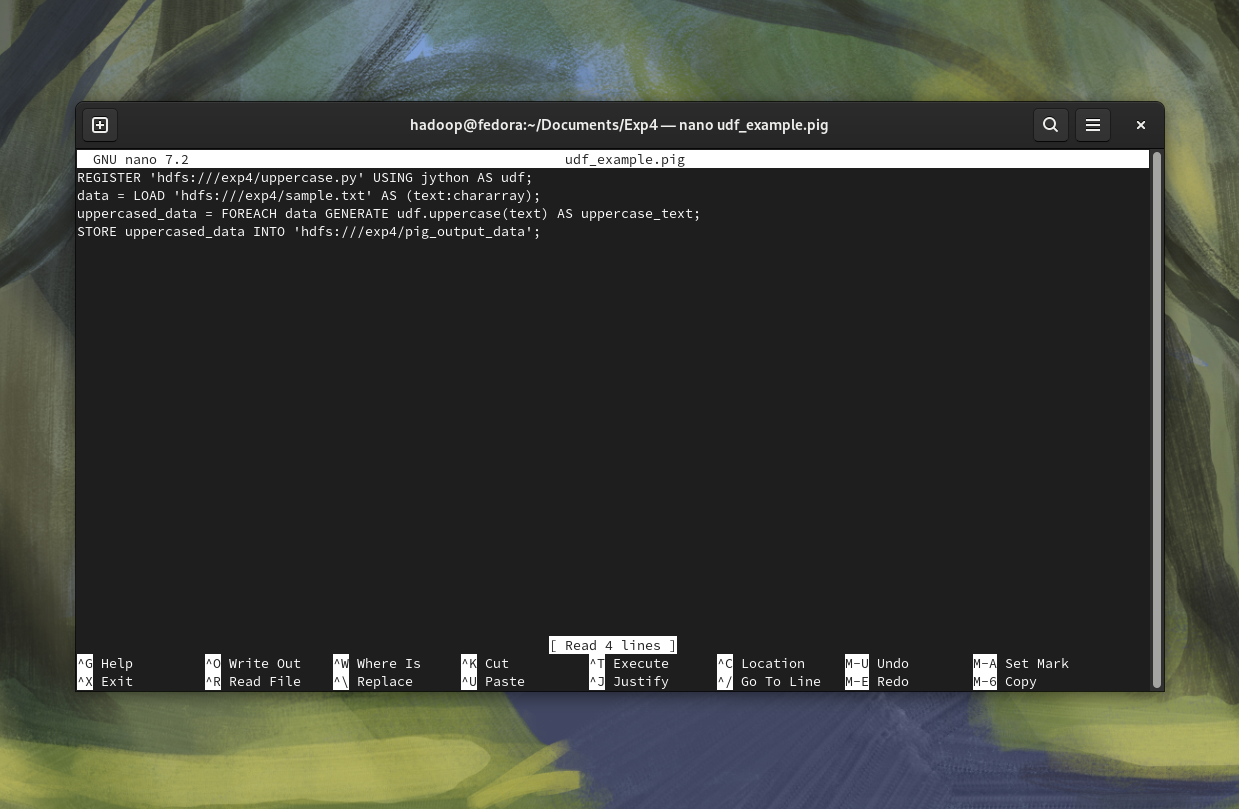 hadoop@fedora:~/Documents/Exp4 — nano udf_example.pig
GNU nano 7.2 udf_example.pig
REGISTER 'hdfs:///exp4/uppercase.py' USING jython AS udf;
data = LOAD 'hdfs:///exp4/sample.txt' AS (text:chararray);
uppercased_data = FOREACH data GENERATE udf.uppercase(text) AS uppercase_text;
STORE uppercased_data INTO 'hdfs:///exp4/pig_output_data';
[ Read 4 lines ]
^G Help ^O Write Out ^W Where Is ^K Cut ^T Execute ^C Location M-U Undo M-A Set Mark
^X Exit ^R Read File ^\ Replace ^U Paste ^J Justify ^/ Go To Line M-E Redo M-6 Copy